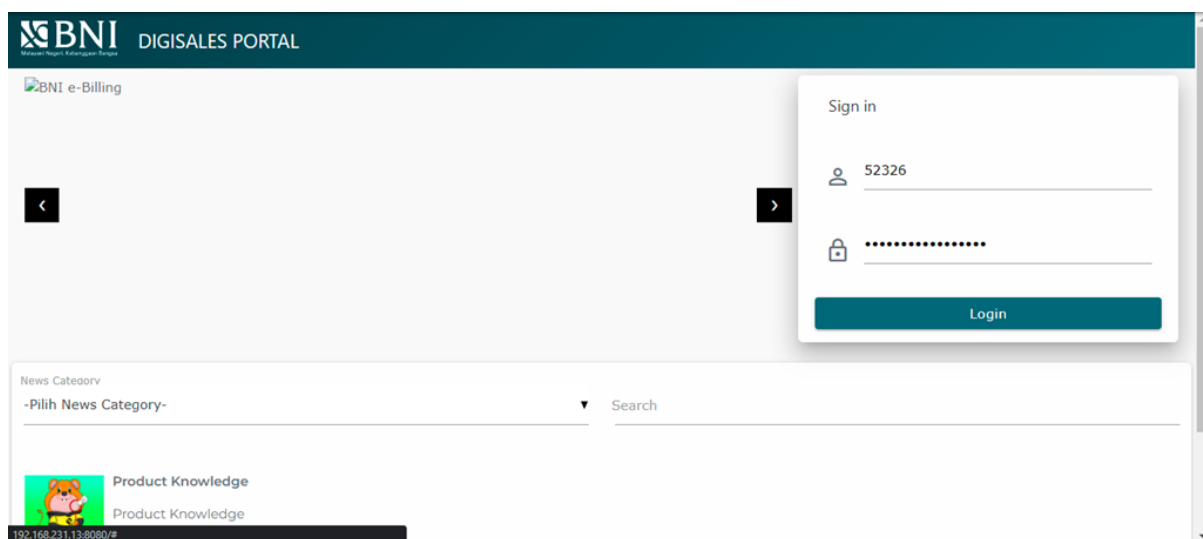 BNI
Melayani Negeri, Kebanggaan Bangsa
DIGISALES PORTAL
BNI e-Billing
Sign in
52326
•••••••••••••••••
Login
News Category
-Pilih News Category-
Search
Product Knowledge
Product Knowledge
192.168.231.13:8080/#